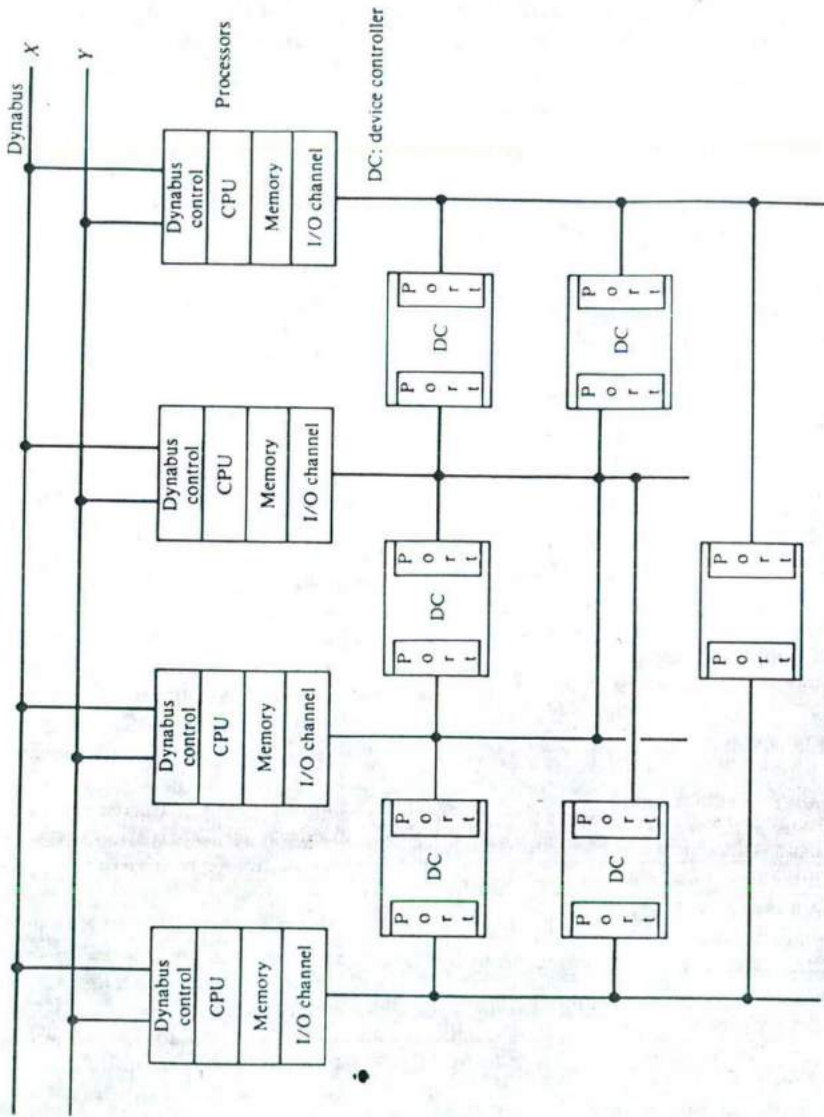 Dynabus
X
Y
Processors
Dynabus
control
CPU
Memory
I/O channel
Dynabus
control
CPU
Memory
I/O channel
Dynabus
control
CPU
Memory
I/O channel
Dynabus
control
CPU
Memory
I/O channel
DC: device controller
Port
DC
Port
Port
DC
Port
Port
DC
Port
Port
DC
Port
Port
DC
Port
Port
Port